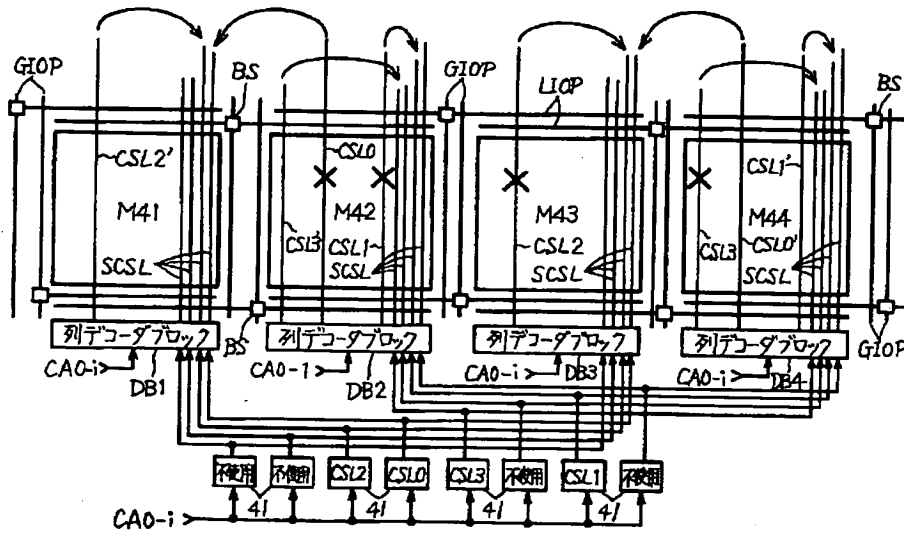 GIOP
BS
GIOP
LIOP
BS
CSL2'
CSL0
CSL1'
M41
M42
M43
M44
CSL3'
CSL1
CSL2
CSL3
CSL0'
SCSL
SCSL
SCSL
SCSL
列デコーダブロック
BS
列デコーダブロック
列デコーダブロック
列デコーダブロック
GIOP
CA0-i
DB1
CA0-1
DB2
CA0-i
DB3
CA0-i
DB4
不使用
不使用
CSL2
CSL0
CSL3
不使用
CSL1
不使用
41
41
41
41
CA0-i